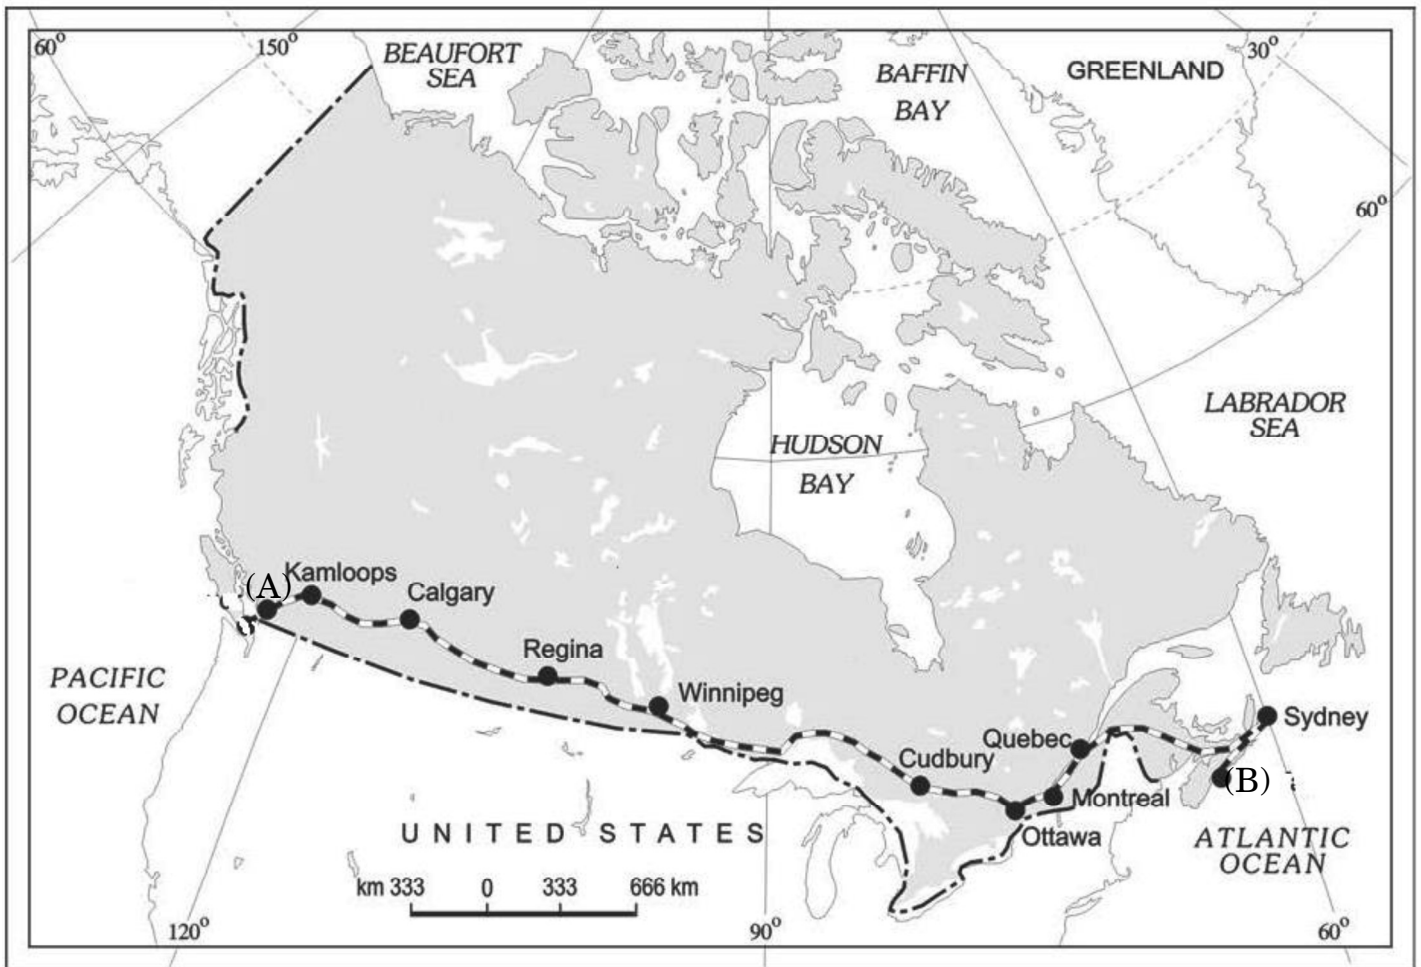 60°
150°
BEAUFORT
SEA
BAFFIN
BAY
GREENLAND
30°
60°
LABRADOR
SEA
HUDSON
BAY
(A)
Kamloops
Calgary
Regina
Winnipeg
PACIFIC
OCEAN
Quebec
Cudbury
Sydney
(B)
Montreal
Ottawa
ATLANTIC
OCEAN
UNITED STATES
km 333 0 333 666 km
120°
90°
60°